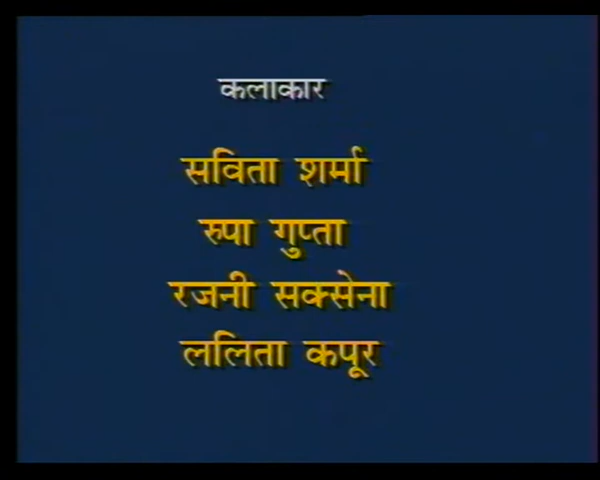 कलाकार
सविता शर्मा
रुपा गुप्ता
रजनी सक्सेना
ललिता कपूर